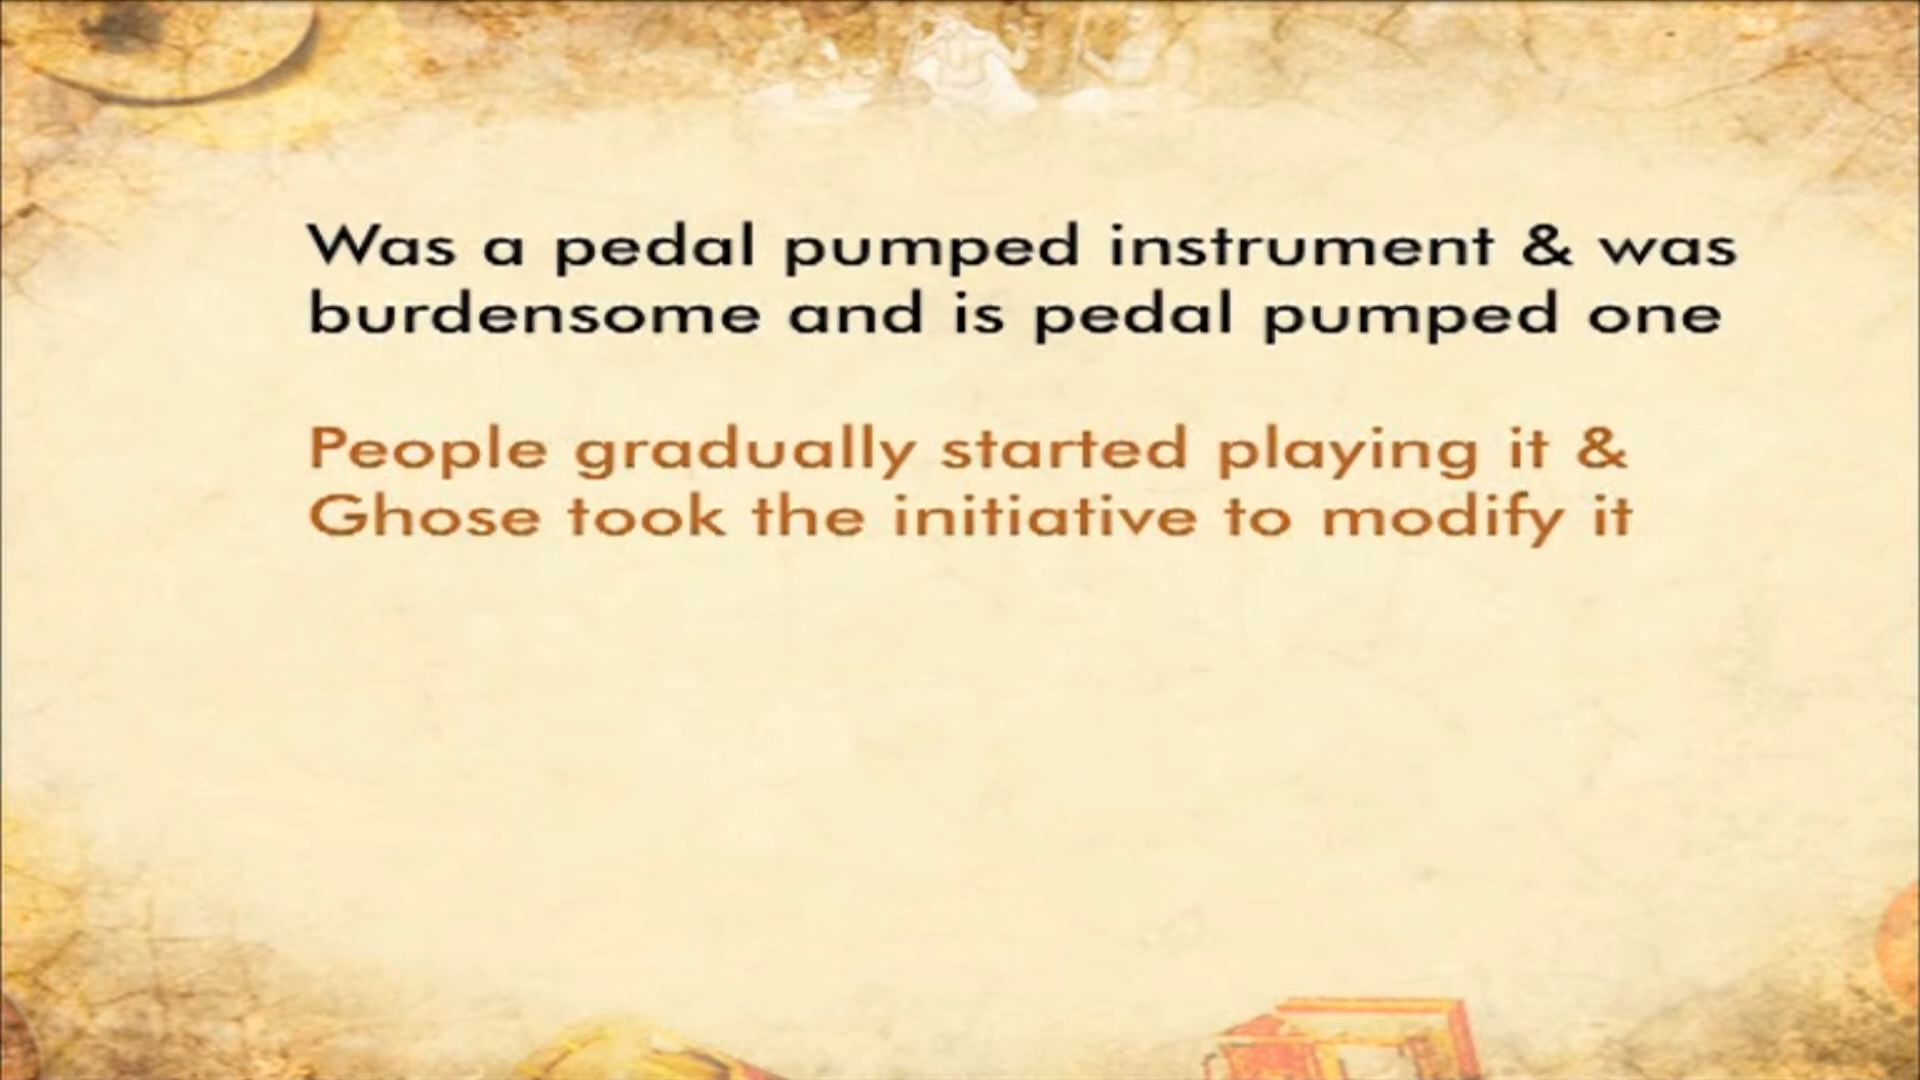 Was a pedal pumped instrument & was
burdensome and is pedal pumped one
People gradually started playing it &
Ghose took the initiative to modify it